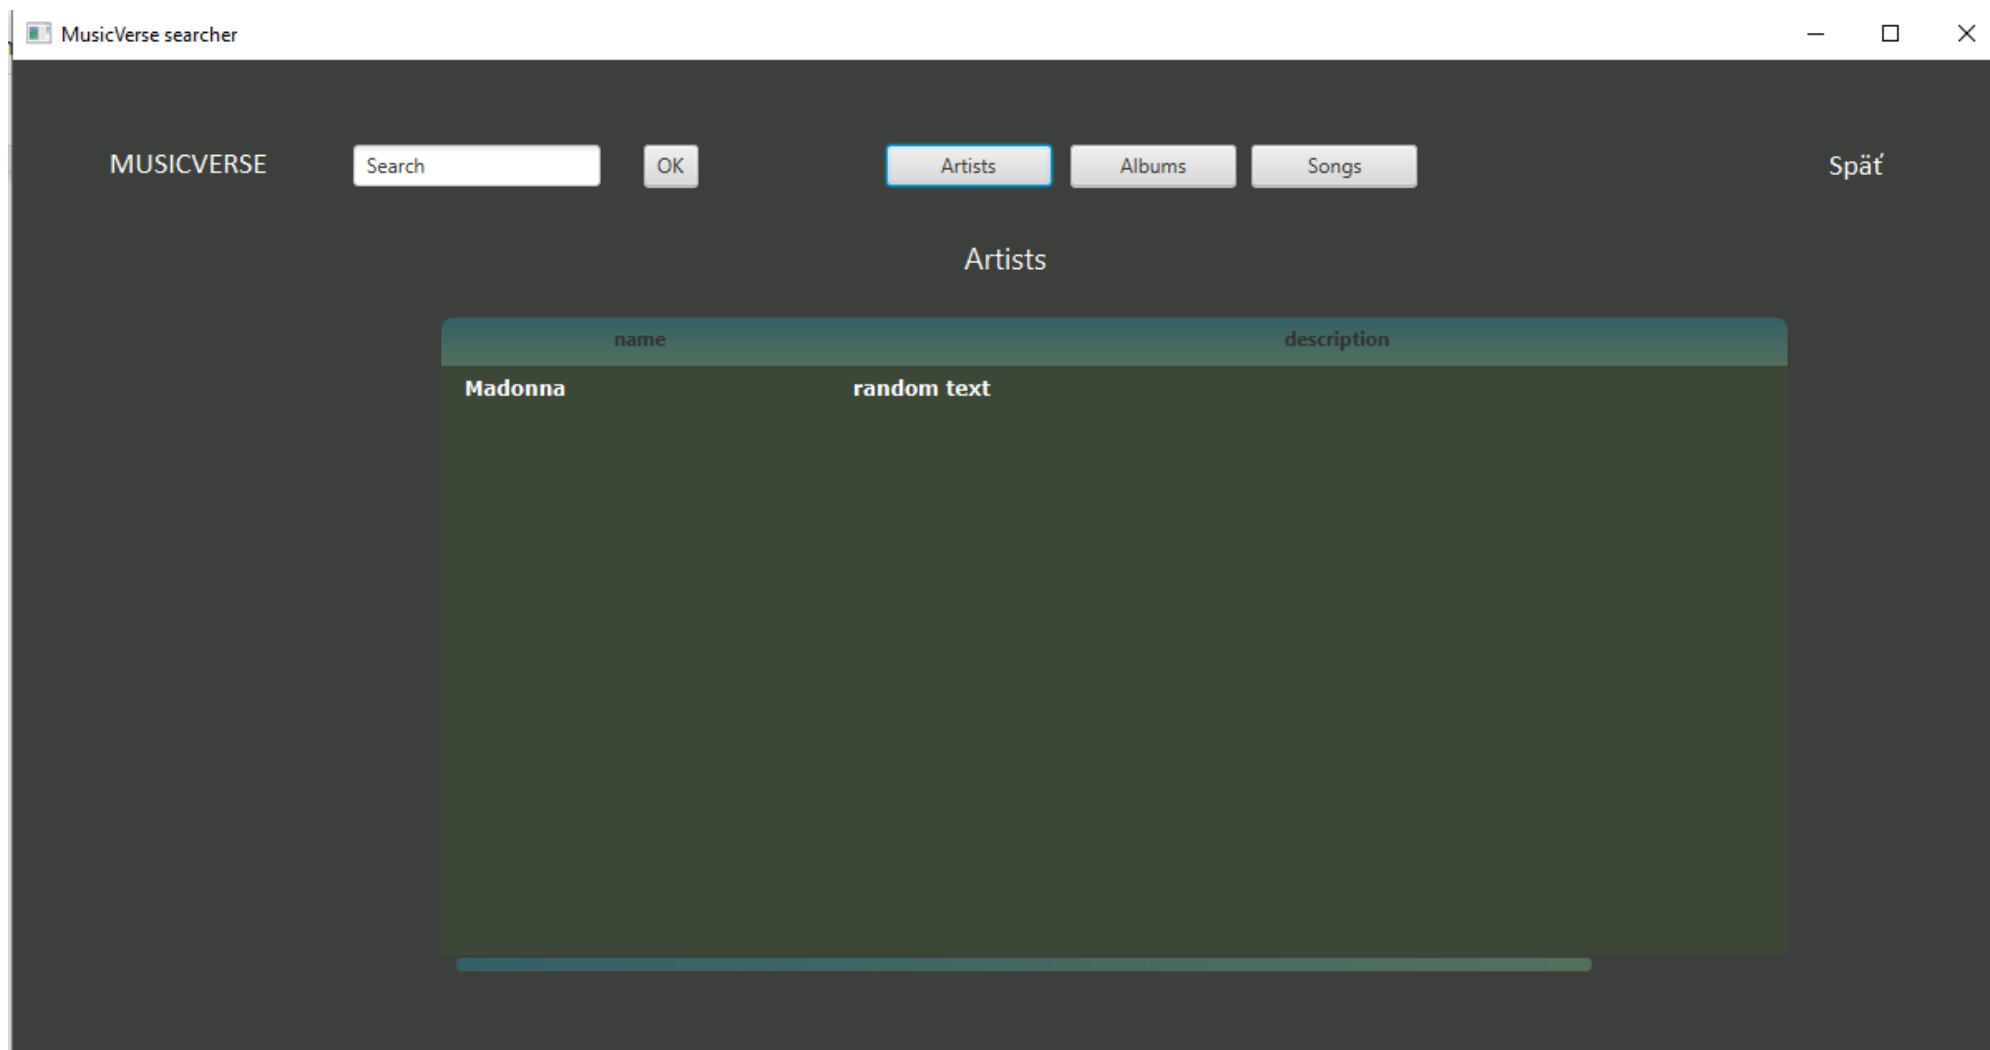 MusicVerse searcher
MUSICVERSE Search OK Artists Albums Songs Späť
Artists
name description
Madonna random text